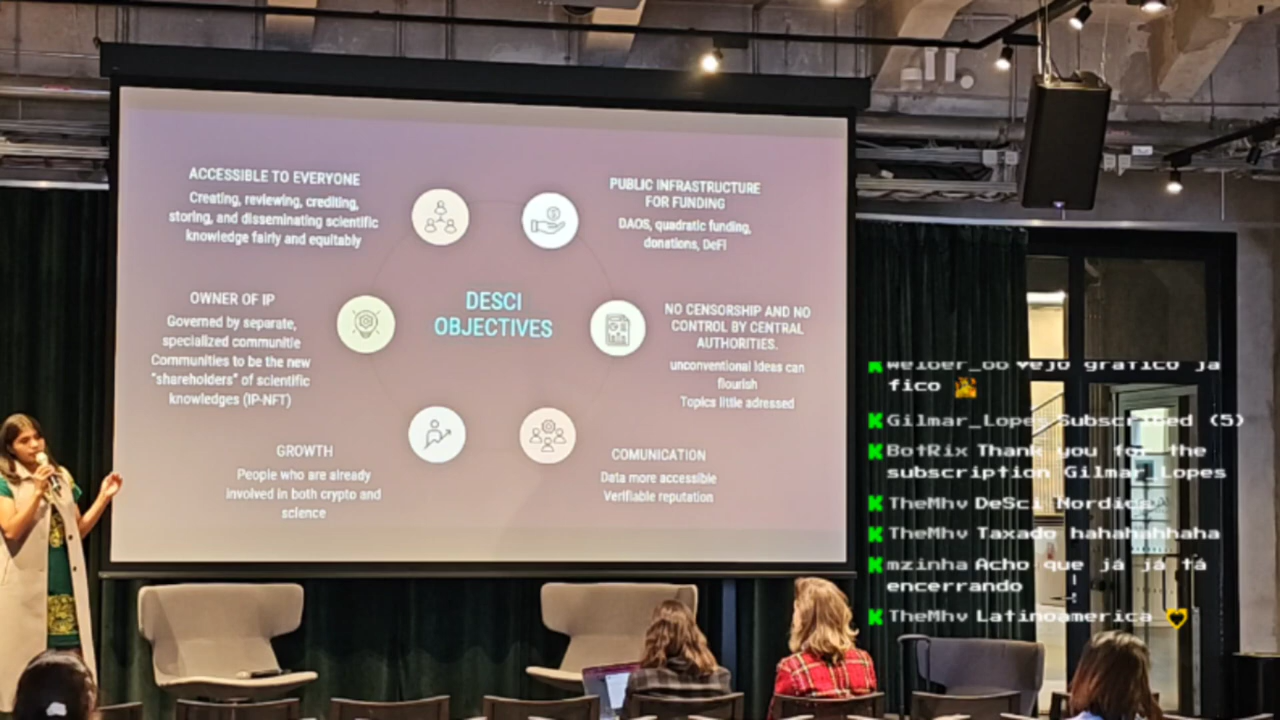 ACCESSIBLE TO EVERYONE
Creating, reviewing, crediting,
storing, and disseminating scientific
knowledge fairly and equitably
PUBLIC INFRASTRUCTURE
FOR FUNDING
DAOS, quadratic funding,
donations, DeFi
OWNER OF IP
Governed by separate,
specialized communitie
Communities to be the new
"shareholders" of scientific
knowledges (IP-NFT)
DESCI
OBJECTIVES
NO CENSORSHIP AND NO
CONTROL BY CENTRAL
AUTHORITIES.
unconventional ideas can
flourish
Topics little adressed
GROWTH
People who are already
involved in both crypto and
science
COMUNICATION
Data more accessible
Verifiable reputation
vejo grafico ja
fico
Gilmar_Lopes Subscribed (5)
BotRix Thank you for the
subscription Gilmar_Lopes
TheMhv DeSci Nordics
TheMhv Taxado hahahahhaha
mzinha Acho que já já tá
encerrando
TheMhv Latinoamerica